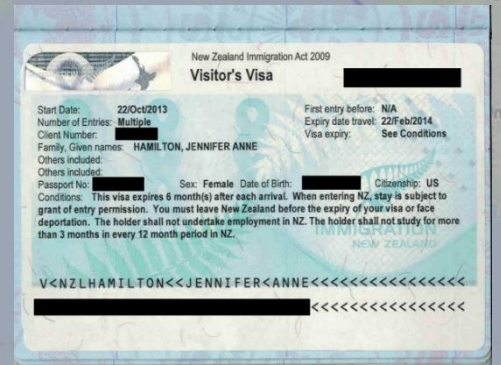 New Zealand Immigration Act 2009
Visitor's Visa
Start Date: 22/Oct/2013 First entry before: N/A
Number of Entries: Multiple Expiry date travel: 22/Feb/2014
Client Number: Visa expiry: See Conditions
Family, Given names: HAMILTON, JENNIFER ANNE
Others included:
Others included:
Passport No: Sex: Female Date of Birth: Citizenship: US
Conditions: This visa expires 6 month(s) after each arrival. When entering NZ, stay is subject to
grant of entry permission. You must leave New Zealand before the expiry of your visa or face
deportation. The holder shall not undertake employment in NZ. The holder shall not study for more
than 3 months in every 12 month period in NZ.
IMMIGRATION
NEW ZEALAND
V<NZLHAMILTON<<JENNIFER<ANNE<<<<<<<<<<<<<<<<
<<<<<<<<<<<<<<<<